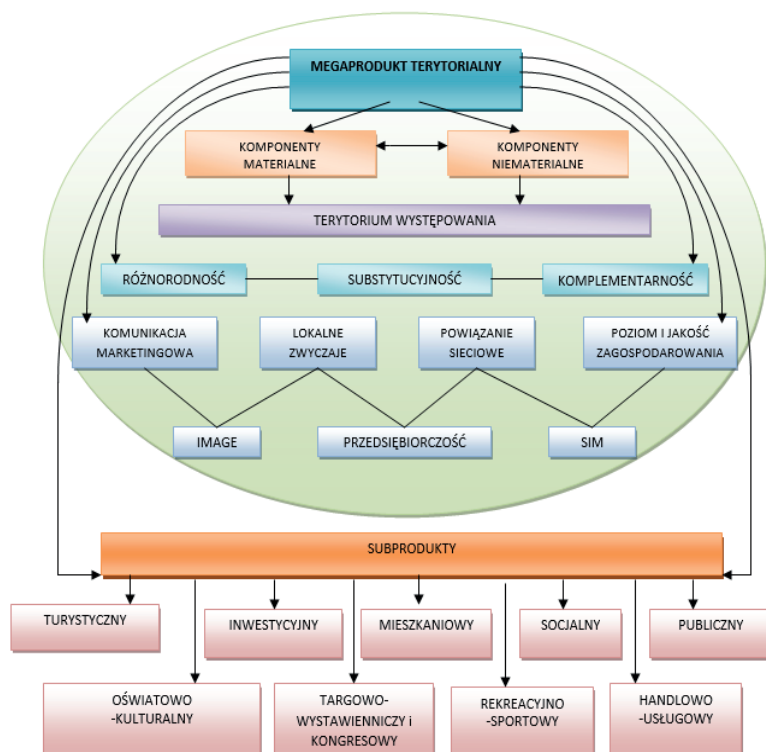 MEGAPRODUKT TERYTORIALNY
KOMPONENTY
MATERIALNE
KOMPONENTY
NIEMATERIALNE
TERYTORIUM WYSTĘPOWANIA
RÓŻNORODNOŚĆ
SUBSTYTUCYJNOŚĆ
KOMPLEMENTARNOŚĆ
KOMUNIKACJA
MARKETINGOWA
LOKALNE
ZWYCZAJE
POWIĄZANIE
SIECIOWE
POZIOM I JAKOŚĆ
ZAGOSPODAROWANIA
IMAGE
PRZEDSIĘBIORCZOŚĆ
SIM
SUBPRODUKTY
TURYSTYCZNY
INWESTYCYJNY
MIESZKANIOWY
SOCJALNY
PUBLICZNY
OŚWIATOWO
-KULTURALNY
TARGOWO-
WYSTAWIENNICZY i
KONGRESOWY
REKREACYJNO
-SPORTOWY
HANDLOWO
-USŁUGOWY